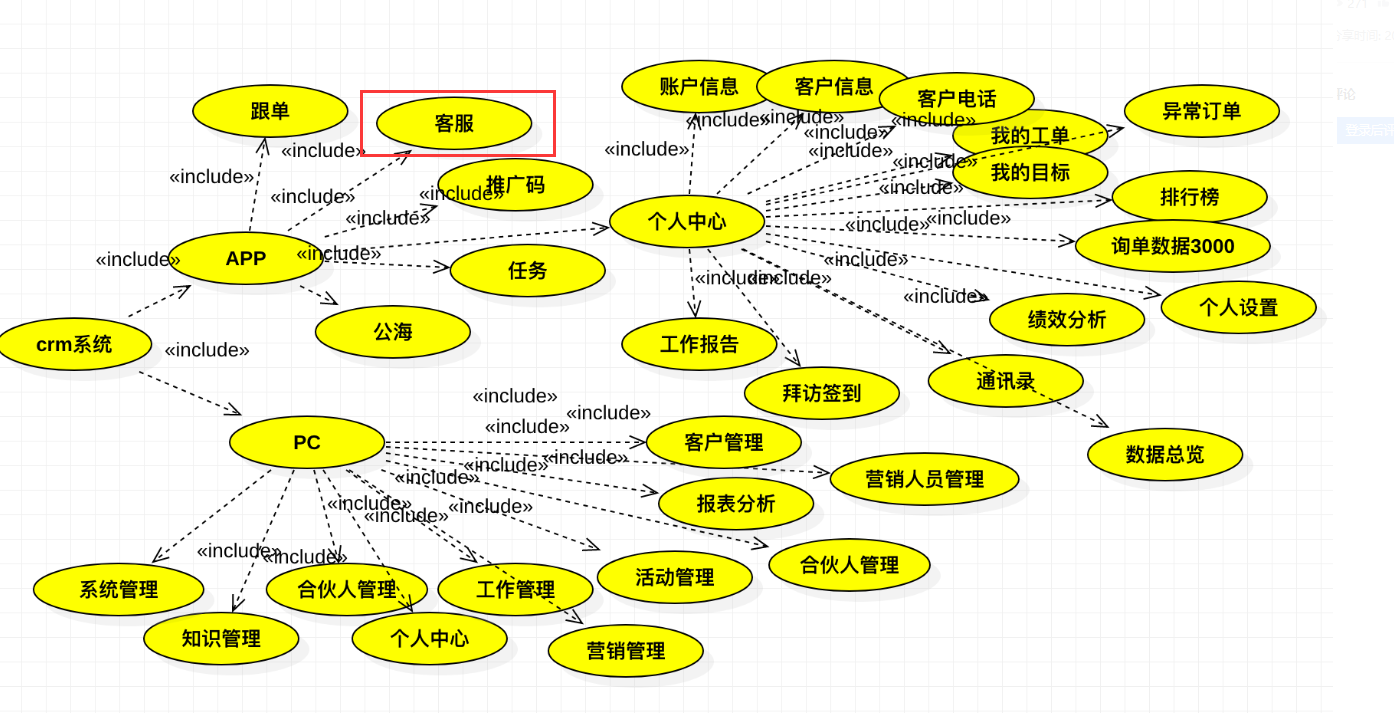 账户信息
客户信息
客户电话
跟单
客服
我的工单
异常订单
«include»
«include»
«include»
«include»
«include»
«include»
«include»
«include»
推广码
«include»
«include»
«include»
«include»
我的目标
«include»
排行榜
«include»
个人中心
«include»
«include»
«include»
APP
«include»
询单数据3000
«include»
任务
«include»
«include»
«include»
个人设置
公海
绩效分析
crm系统
«include»
工作报告
拜访签到
通讯录
«include»
«include»
«include»
PC
客户管理
数据总览
«include»
«include»
«include»
营销人员管理
«include»
«include»
«include»
报表分析
«include»
«include»
合伙人管理
系统管理
合伙人管理
工作管理
活动管理
知识管理
个人中心
营销管理